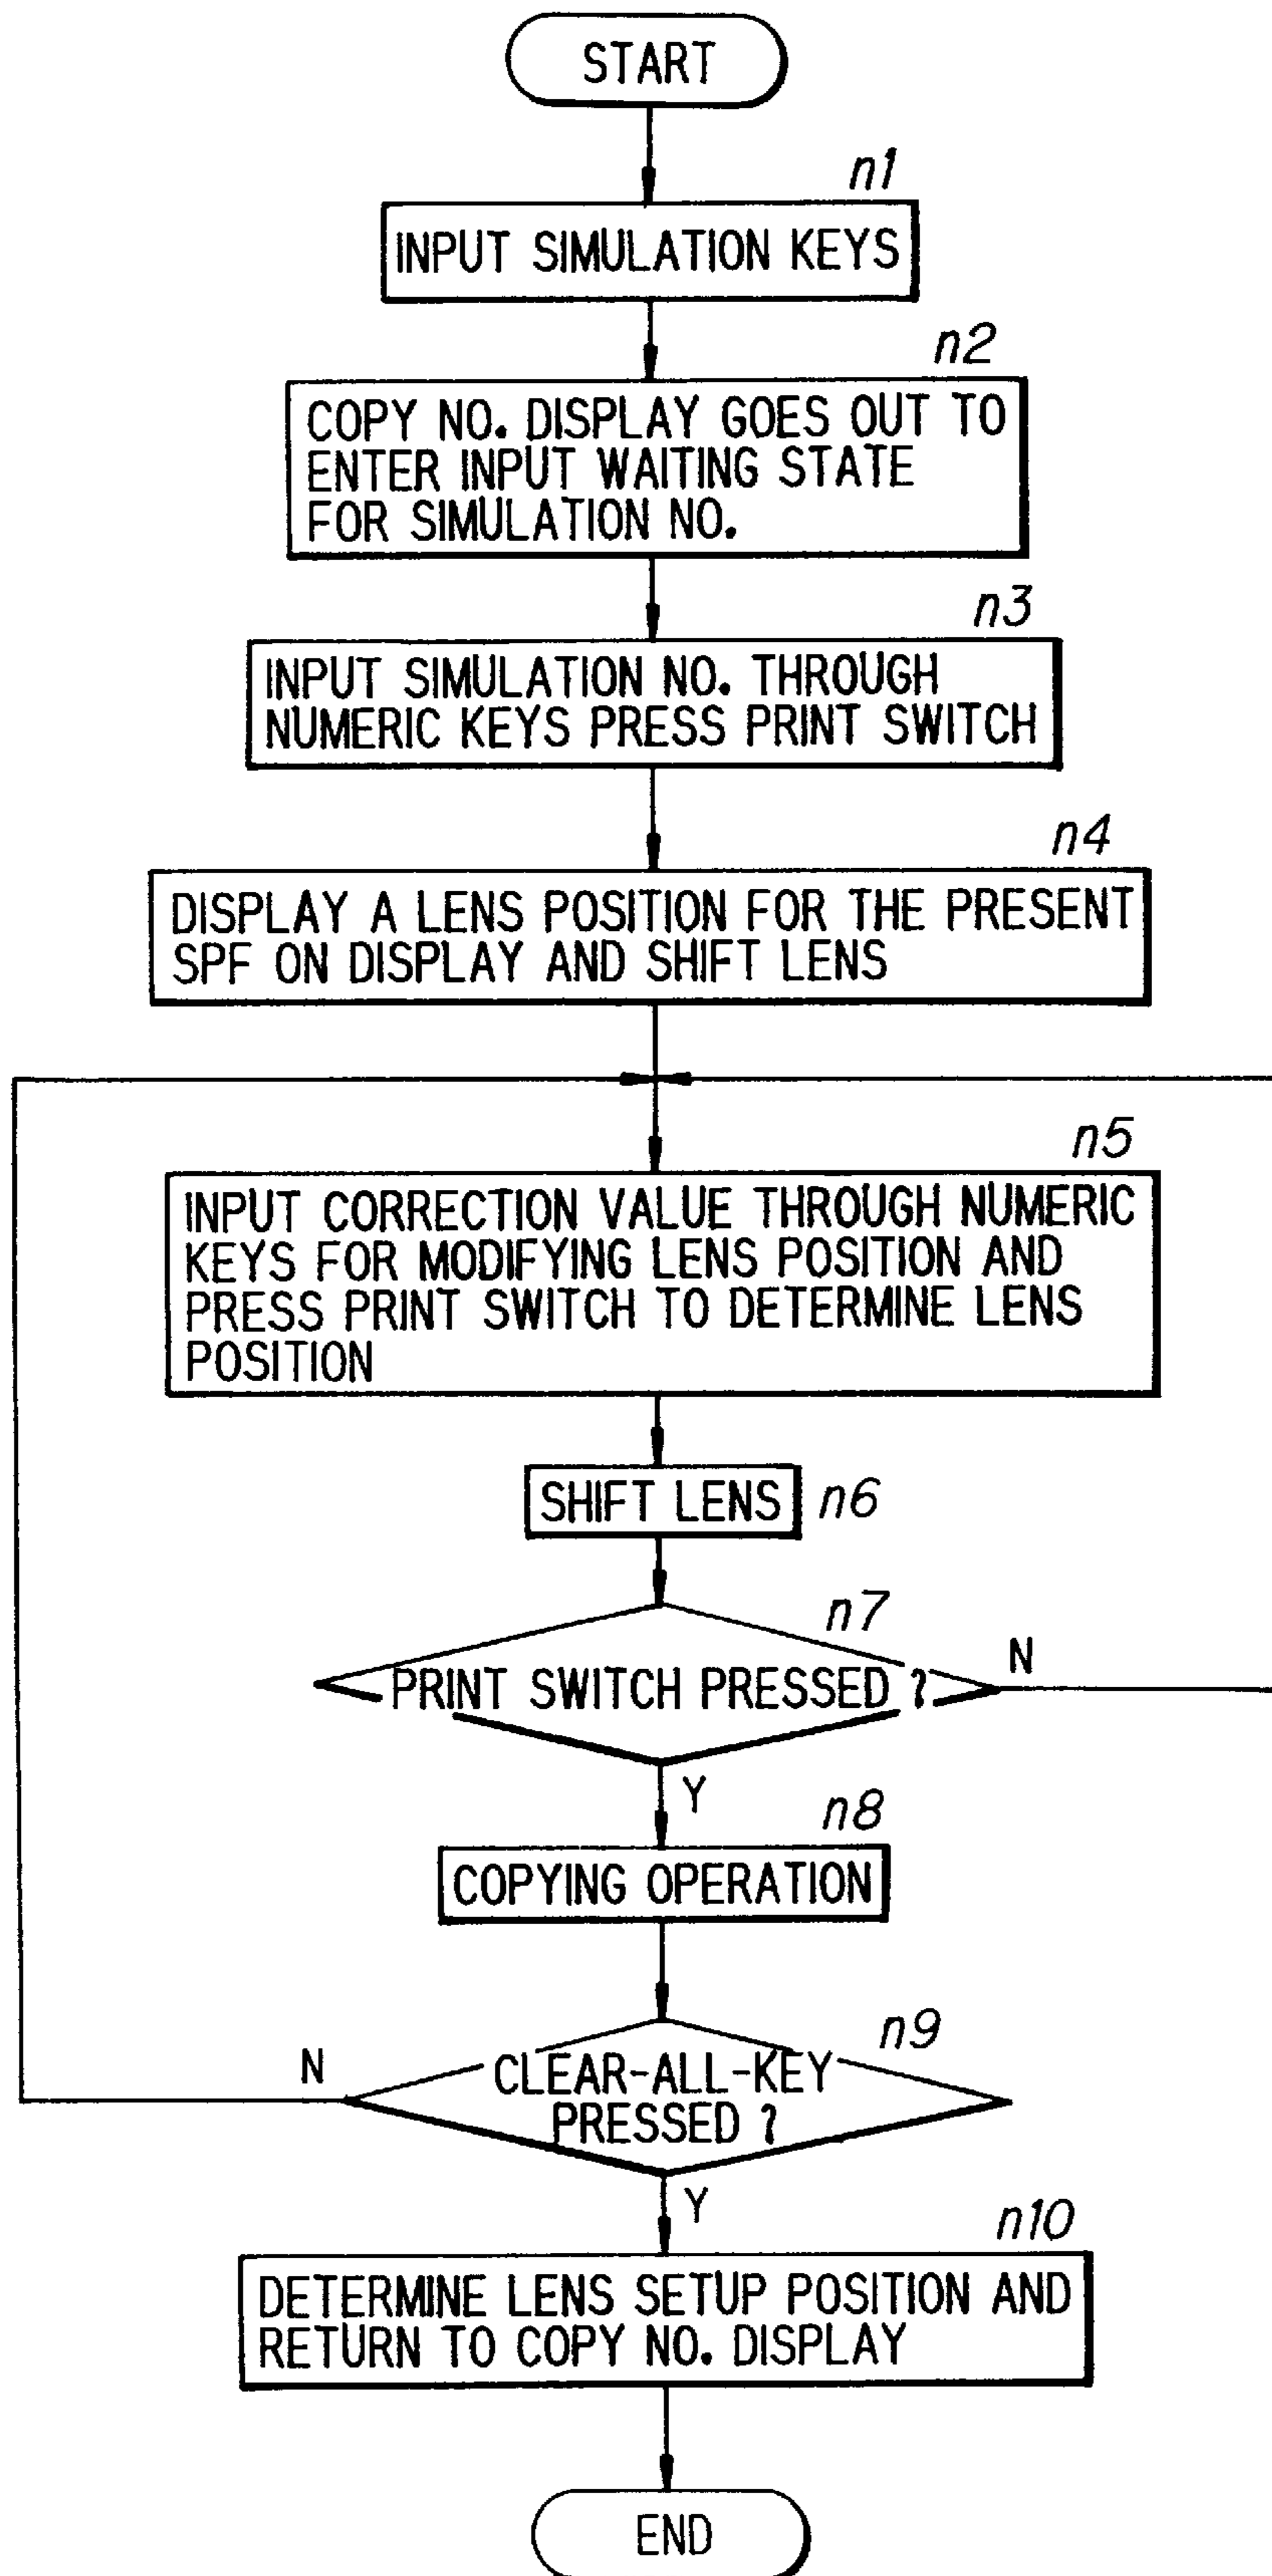 START
n1
INPUT SIMULATION KEYS
n2
COPY NO. DISPLAY GOES OUT TO
ENTER INPUT WAITING STATE
FOR SIMULATION NO.
n3
INPUT SIMULATION NO. THROUGH
NUMERIC KEYS PRESS PRINT SWITCH
n4
DISPLAY A LENS POSITION FOR THE PRESENT
SPF ON DISPLAY AND SHIFT LENS
n5
INPUT CORRECTION VALUE THROUGH NUMERIC
KEYS FOR MODIFYING LENS POSITION AND
PRESS PRINT SWITCH TO DETERMINE LENS
POSITION
SHIFT LENS n6
n7
PRINT SWITCH PRESSED ?
N
Y
n8
COPYING OPERATION
n9
N
CLEAR-ALL-KEY
PRESSED ?
Y
n10
DETERMINE LENS SETUP POSITION AND
RETURN TO COPY NO. DISPLAY
END